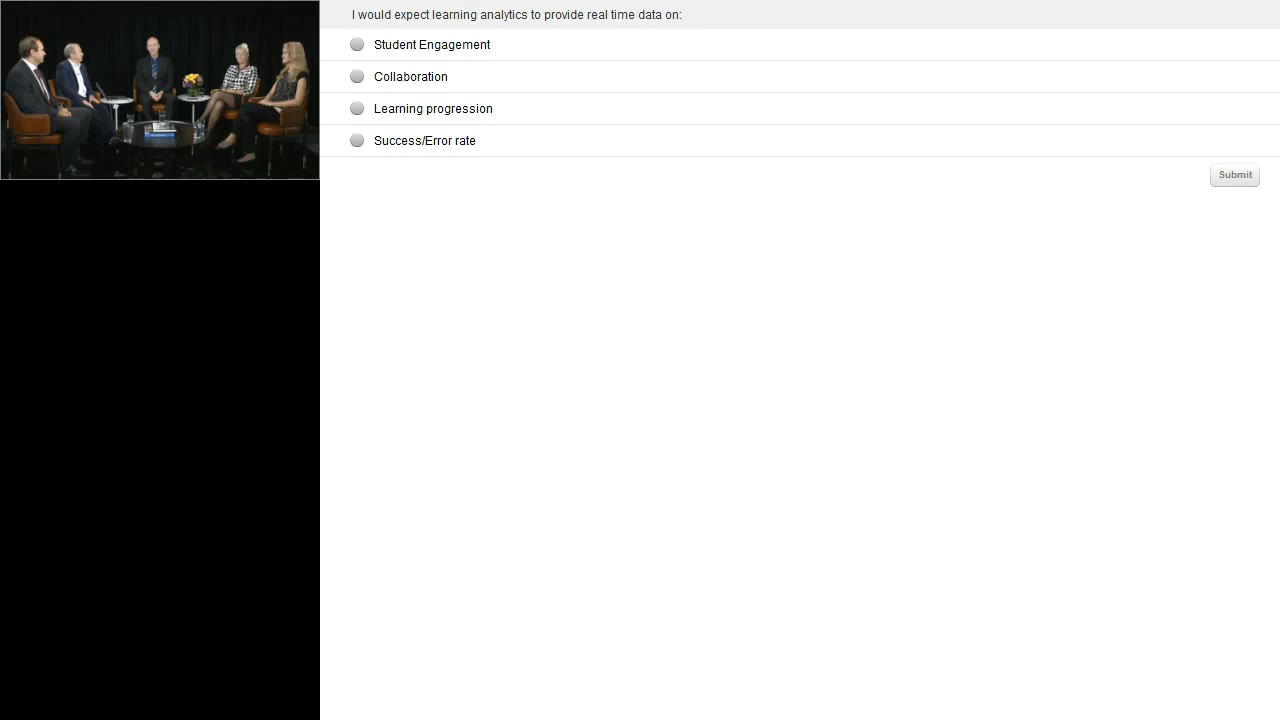 I would expect learning analytics to provide real time data on:
Student Engagement
Collaboration
Learning progression
Success/Error rate
Submit